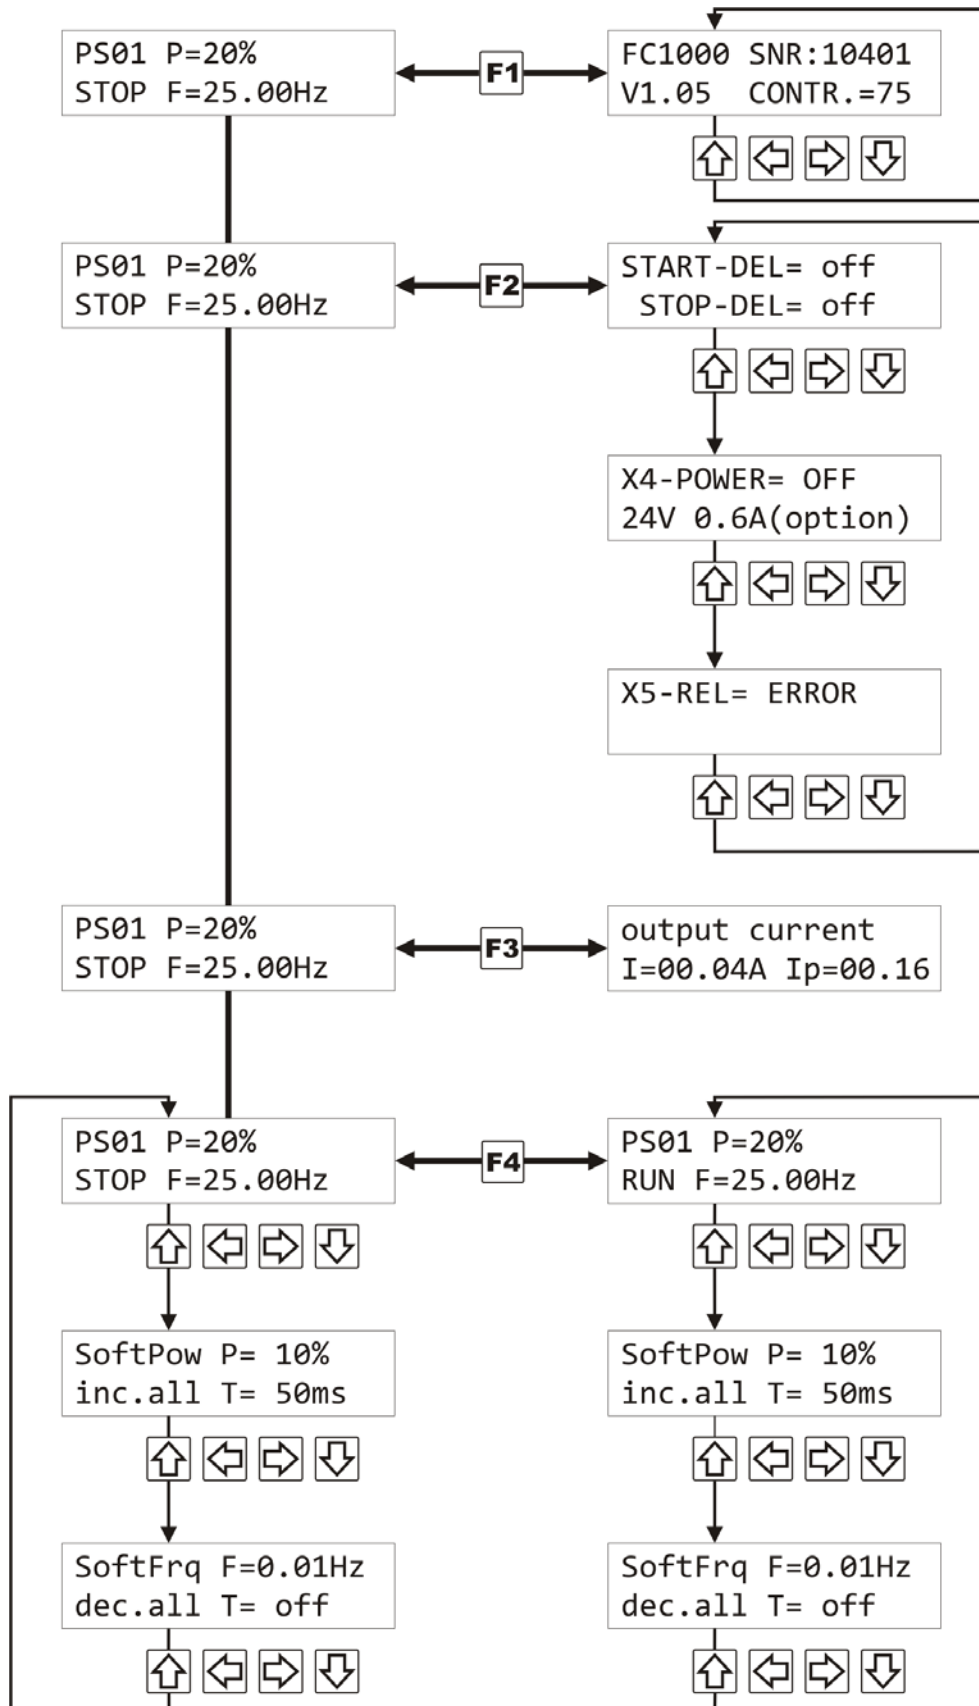 PS01 P=20%
STOP F=25.00Hz
F1
FC1000 SNR:10401
V1.05 CONTR.=75
PS01 P=20%
STOP F=25.00Hz
F2
START-DEL= off
STOP-DEL= off
X4-POWER= OFF
24V 0.6A(option)
X5-REL= ERROR
PS01 P=20%
STOP F=25.00Hz
F3
output current
I=00.04A Ip=00.16
PS01 P=20%
STOP F=25.00Hz
F4
PS01 P=20%
RUN F=25.00Hz
SoftPow P= 10%
inc.all T= 50ms
SoftPow P= 10%
inc.all T= 50ms
SoftFrq F=0.01Hz
dec.all T= off
SoftFrq F=0.01Hz
dec.all T= off